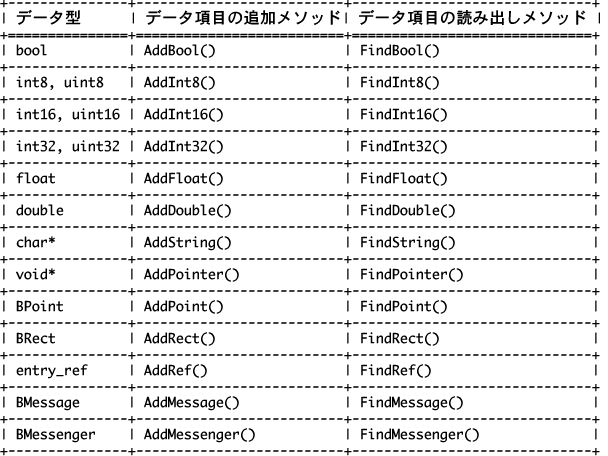 | データ型 | データ項目の追加メソッド | データ項目の読み出しメソッド |
| bool | AddBool() | FindBool() |
| int8, uint8 | AddInt8() | FindInt8() |
| int16, uint16 | AddInt16() | FindInt16() |
| int32, uint32 | AddInt32() | FindInt32() |
| float | AddFloat() | FindFloat() |
| double | AddDouble() | FindDouble() |
| char* | AddString() | FindString() |
| void* | AddPointer() | FindPointer() |
| BPoint | AddPoint() | FindPoint() |
| BRect | AddRect() | FindRect() |
| entry_ref | AddRef() | FindRef() |
| BMessage | AddMessage() | FindMessage() |
| BMessenger | AddMessenger() | FindMessenger() |